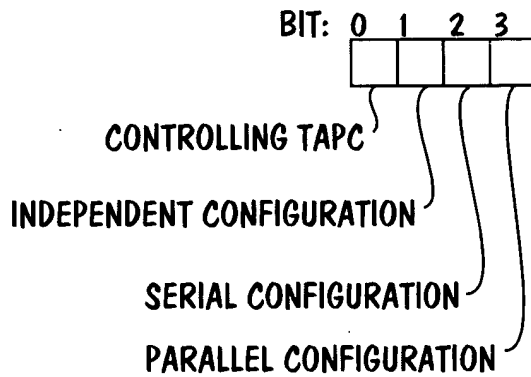 BIT: 0 1 2 3
CONTROLLING TAPC
INDEPENDENT CONFIGURATION
SERIAL CONFIGURATION
PARALLEL CONFIGURATION